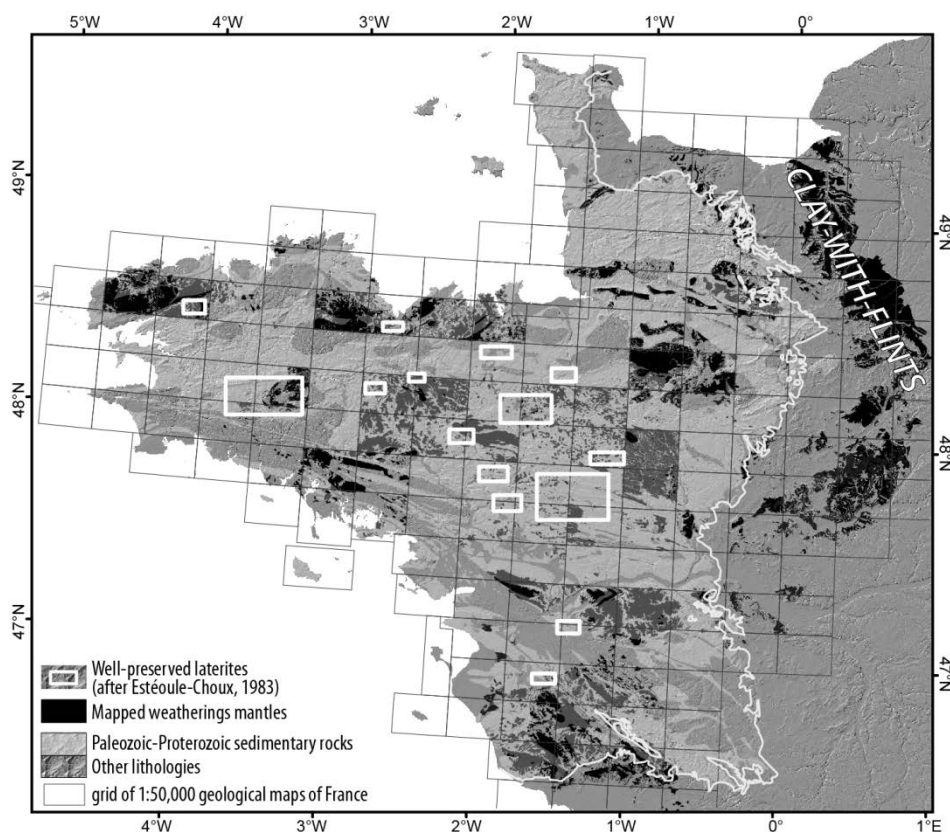 5°W 4°W 3°W 2°W 1°W 0°
49°N
49°N
CLAY-WITH-FLINTS
48°N
48°N
47°N
47°N
Well-preserved laterites
(after Estéoule-Choux, 1983)
Mapped weatherings mantles
Paleozoic-Proterozoic sedimentary rocks
Other lithologies
grid of 1:50,000 geological maps of France
4°W 3°W 2°W 1°W 0° 1°E